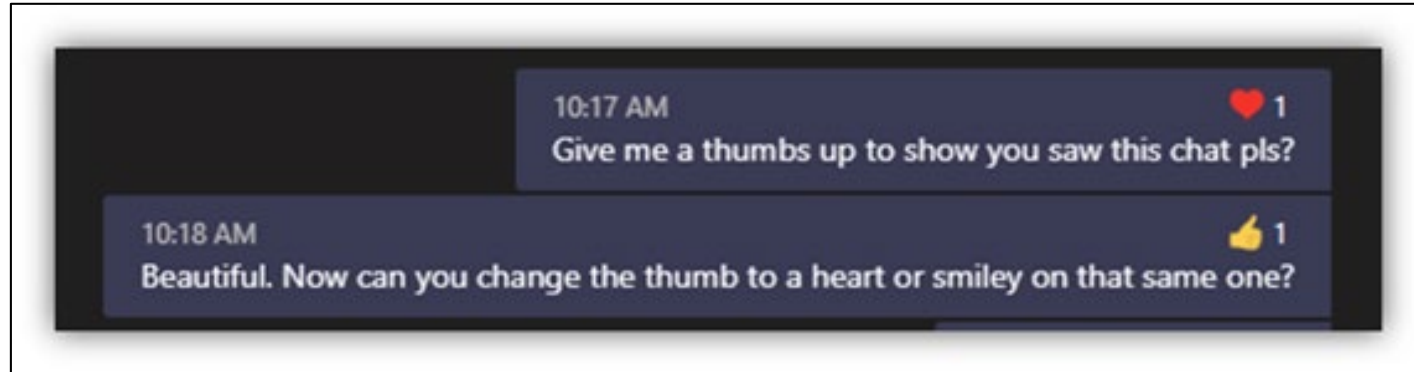 10:17 AM ❤️ 1
Give me a thumbs up to show you saw this chat pls?
10:18 AM 👍 1
Beautiful. Now can you change the thumb to a heart or smiley on that same one?